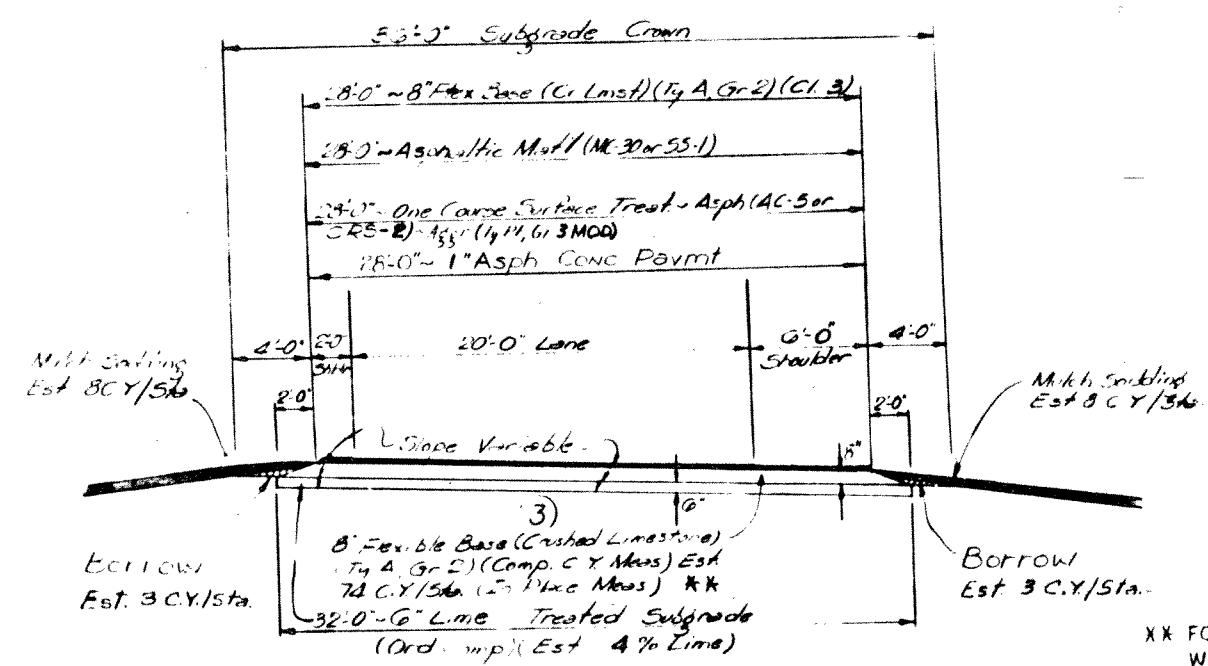 36'-0" Subgrade Crown
28'-0" ~ 8" Flex Base (Cr Lmst) (Ty A, Gr 2) (Cl. 3)
28'-0" ~ Asphaltic Mat'l (MC-30 or SS-1)
28'-0" ~ One Course Surface Treat ~ Asph (AC-5 or
CRS-2) ~ Aggr (Ty Pl, Gr 3 MOD)
28'-0" ~ 1" Asph Conc Pavmt
4'-0" 2'-0" 20'-0" Lane 6'-0" 4'-0"
Shldr Shoulder
Mulch Sodding
Est 8 C Y/Sta
Mulch Sodding
Est 8 C Y/Sta.
2'-0" 2'-0"
Slope Variable
8"
6"
3)
8" Flexible Base (Crushed Limestone)
(Ty A, Gr 2) (Comp. C Y Meas) Est
74 C.Y/Sta. (In Place Meas) **
32'-0" ~ 6" Lime Treated Subgrade
(Ord Comp) (Est 4 % Lime)
Borrow
Est. 3 C.Y./Sta.
Borrow
Est 3 C.Y/Sta.
** FO
W